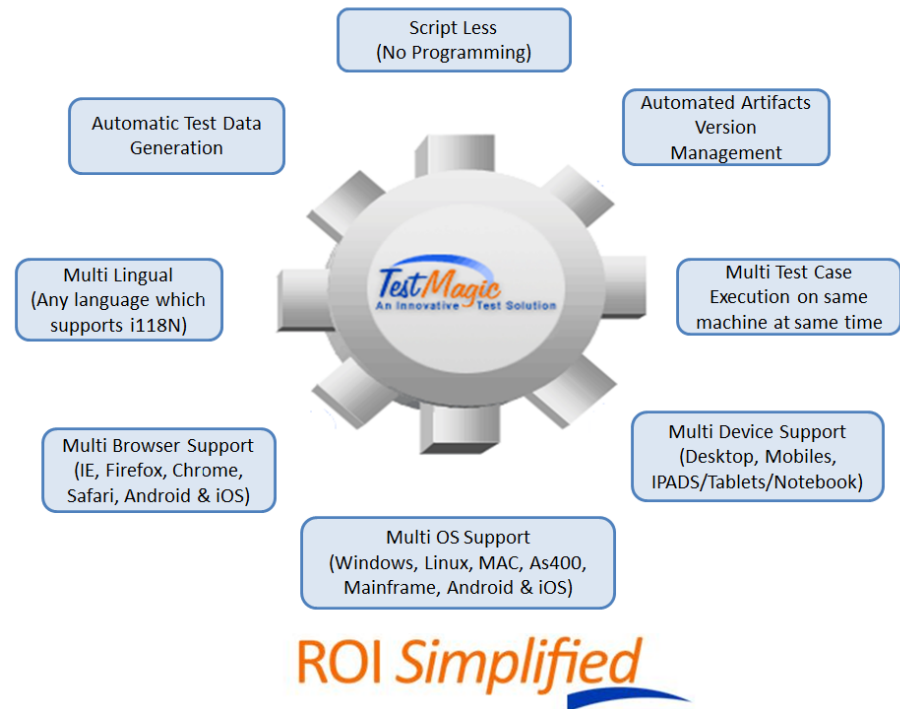 Script Less
(No Programming)
Automatic Test Data
Generation
Automated Artifacts
Version
Management
Multi Lingual
(Any language which
supports i118N)
TestMagic
An Innovative Test Solution
Multi Test Case
Execution on same
machine at same time
Multi Browser Support
(IE, Firefox, Chrome,
Safari, Android & iOS)
Multi Device Support
(Desktop, Mobiles,
IPADS/Tablets/Notebook)
Multi OS Support
(Windows, Linux, MAC, As400,
Mainframe, Android & iOS)
ROI Simplified